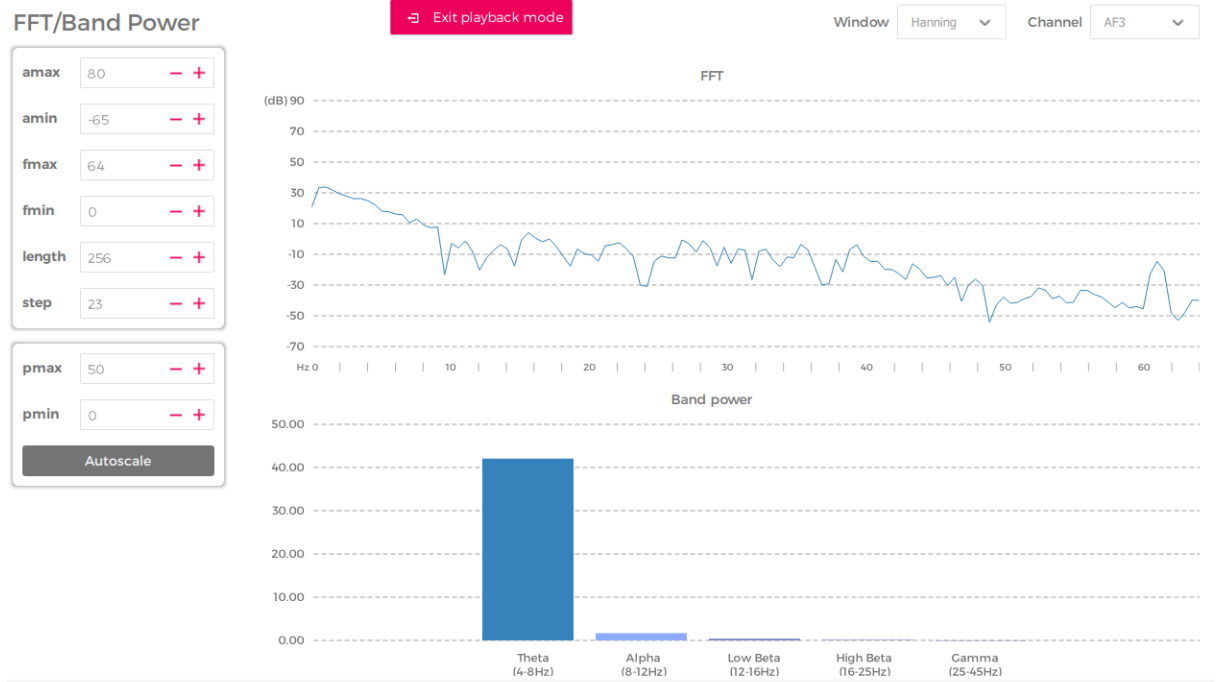 FFT/Band Power
Exit playback mode
Window Hanning Channel AF3
amax 80 − +
amin -65 − +
fmax 64 − +
fmin 0 − +
length 256 − +
step 23 − +
pmax 50 − +
pmin 0 − +
Autoscale
FFT
(dB) 90
70
50
30
10
-10
-30
-50
-70
Hz 0 10 20 30 40 50 60
Band power
50.00
40.00
30.00
20.00
10.00
0.00
Theta Alpha Low Beta High Beta Gamma
(4-8Hz) (8-12Hz) (12-16Hz) (16-25Hz) (25-45Hz)